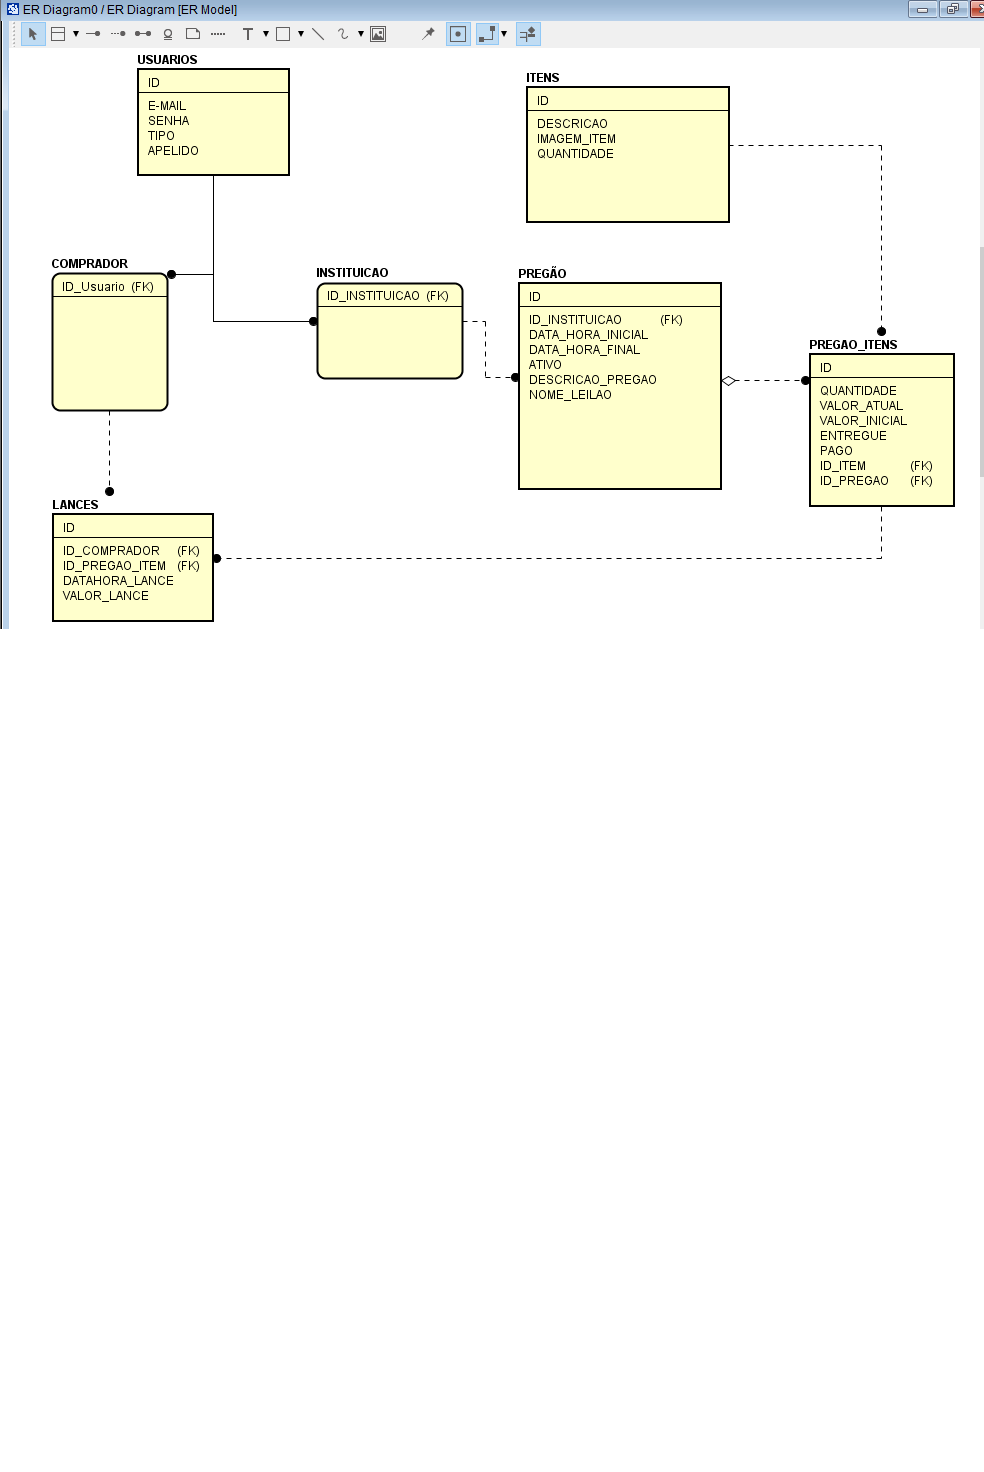 ER Diagram0 / ER Diagram [ER Model]
T
USUARIOS
ID
E-MAIL
SENHA
TIPO
APELIDO
ITENS
ID
DESCRICAO
IMAGEM_ITEM
QUANTIDADE
COMPRADOR
ID_Usuario (FK)
INSTITUICAO
ID_INSTITUICAO (FK)
PREGÃO
ID
ID_INSTITUICAO (FK)
DATA_HORA_INICIAL
DATA_HORA_FINAL
ATIVO
DESCRICAO_PREGAO
NOME_LEILAO
PREGAO_ITENS
ID
QUANTIDADE
VALOR_ATUAL
VALOR_INICIAL
ENTREGUE
PAGO
ID_ITEM (FK)
ID_PREGAO (FK)
LANCES
ID
ID_COMPRADOR (FK)
ID_PREGAO_ITEM (FK)
DATAHORA_LANCE
VALOR_LANCE